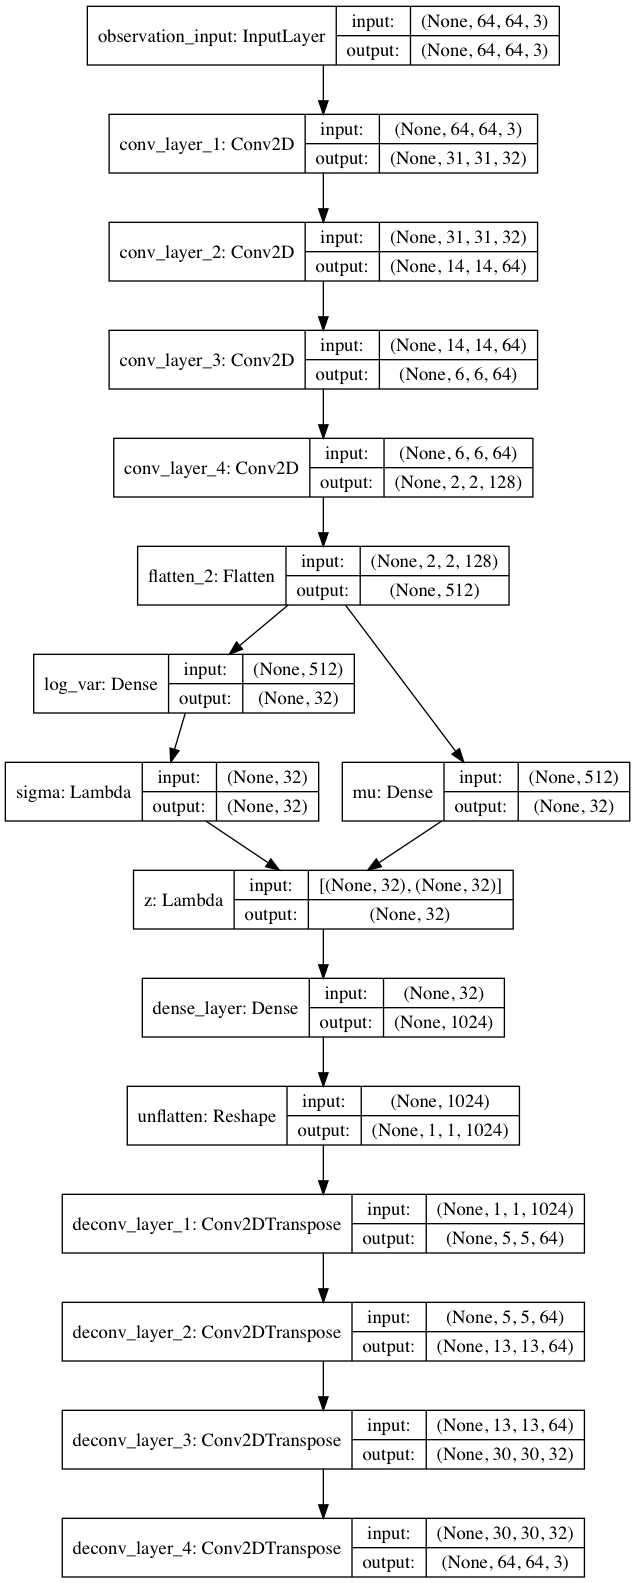 observation_input: InputLayer
input: (None, 64, 64, 3)
output: (None, 64, 64, 3)
conv_layer_1: Conv2D
input: (None, 64, 64, 3)
output: (None, 31, 31, 32)
conv_layer_2: Conv2D
input: (None, 31, 31, 32)
output: (None, 14, 14, 64)
conv_layer_3: Conv2D
input: (None, 14, 14, 64)
output: (None, 6, 6, 64)
conv_layer_4: Conv2D
input: (None, 6, 6, 64)
output: (None, 2, 2, 128)
flatten_2: Flatten
input: (None, 2, 2, 128)
output: (None, 512)
log_var: Dense
input: (None, 512)
output: (None, 32)
sigma: Lambda
input: (None, 32)
output: (None, 32)
mu: Dense
input: (None, 512)
output: (None, 32)
z: Lambda
input: [(None, 32), (None, 32)]
output: (None, 32)
dense_layer: Dense
input: (None, 32)
output: (None, 1024)
unflatten: Reshape
input: (None, 1024)
output: (None, 1, 1, 1024)
deconv_layer_1: Conv2DTranspose
input: (None, 1, 1, 1024)
output: (None, 5, 5, 64)
deconv_layer_2: Conv2DTranspose
input: (None, 5, 5, 64)
output: (None, 13, 13, 64)
deconv_layer_3: Conv2DTranspose
input: (None, 13, 13, 64)
output: (None, 30, 30, 32)
deconv_layer_4: Conv2DTranspose
input: (None, 30, 30, 32)
output: (None, 64, 64, 3)